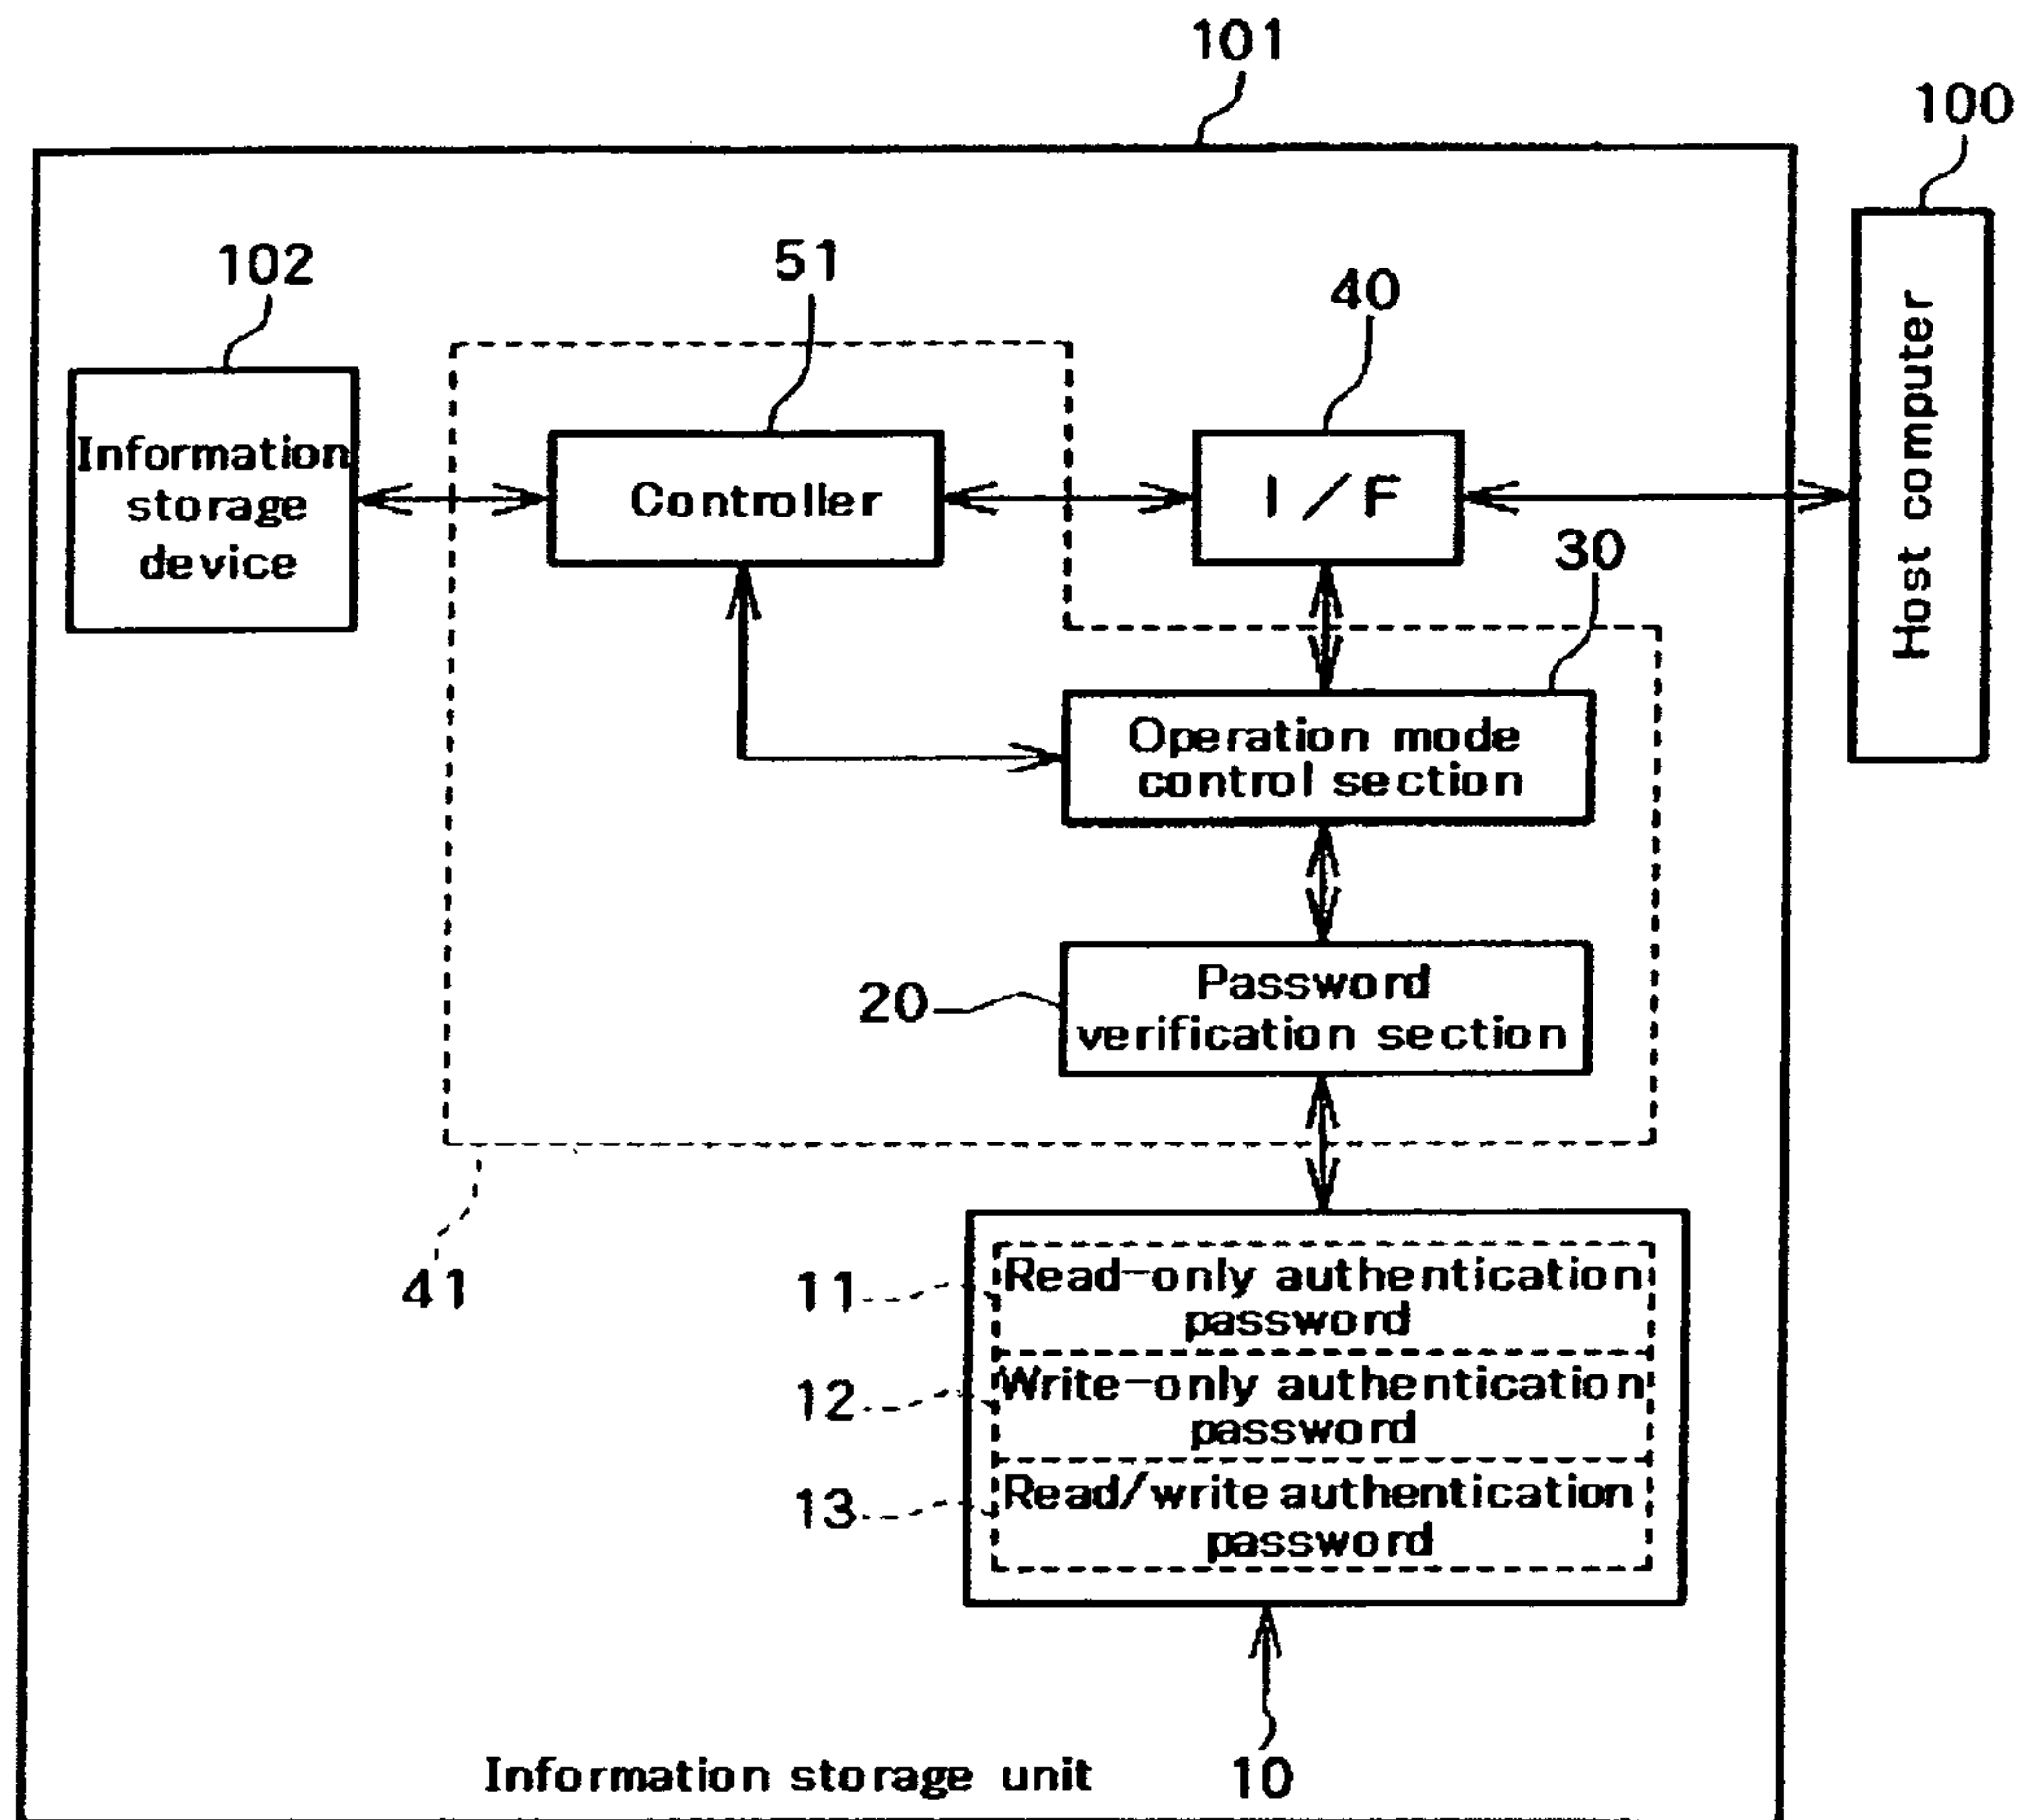 101
100
102
51
40
Information
storage
device
Controller
I/F
Host computer
30
Operation mode
control section
20
Password
verification section
41
11
Read-only authentication
password
12
Write-only authentication
password
13
Read/write authentication
password
Information storage unit
10